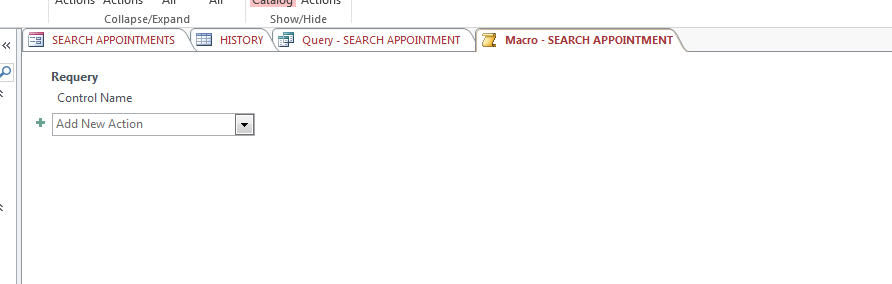 Actions Actions All All Catalog Actions
Collapse/Expand Show/Hide
SEARCH APPOINTMENTS HISTORY Query - SEARCH APPOINTMENT Macro - SEARCH APPOINTMENT
Requery
Control Name
Add New Action